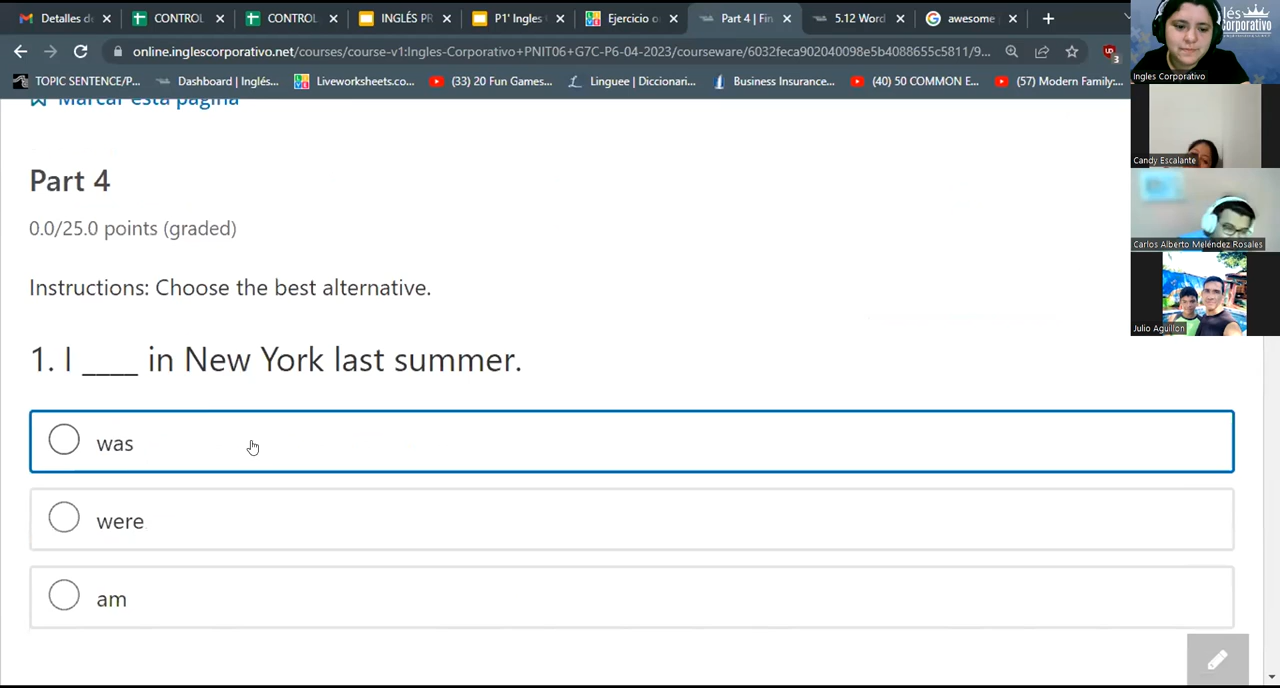 Detalles de
CONTROL
CONTROL
INGLÉS PR
P1' Ingles
Ejercicio o
Part 4 | Fin
5.12 Word
awesome
online.inglescorporativo.net/courses/course-v1:Ingles-Corporativo+PNIT06+G7C-P6-04-2023/courseware/6032feca902040098e5b4088655c5811/9...
TOPIC SENTENCE/P...
Dashboard | Inglés...
Liveworksheets.co...
(33) 20 Fun Games...
Linguee | Diccionari...
Business Insurance...
(40) 50 COMMON E...
(57) Modern Family:...
lés
Corporativo
Ingles Corporativo
Candy Escalante
Carlos Alberto Meléndez Rosales
Julio Aguillon
Marcar esta página
Part 4
0.0/25.0 points (graded)
Instructions: Choose the best alternative.
1. I ____ in New York last summer.
was
were
am